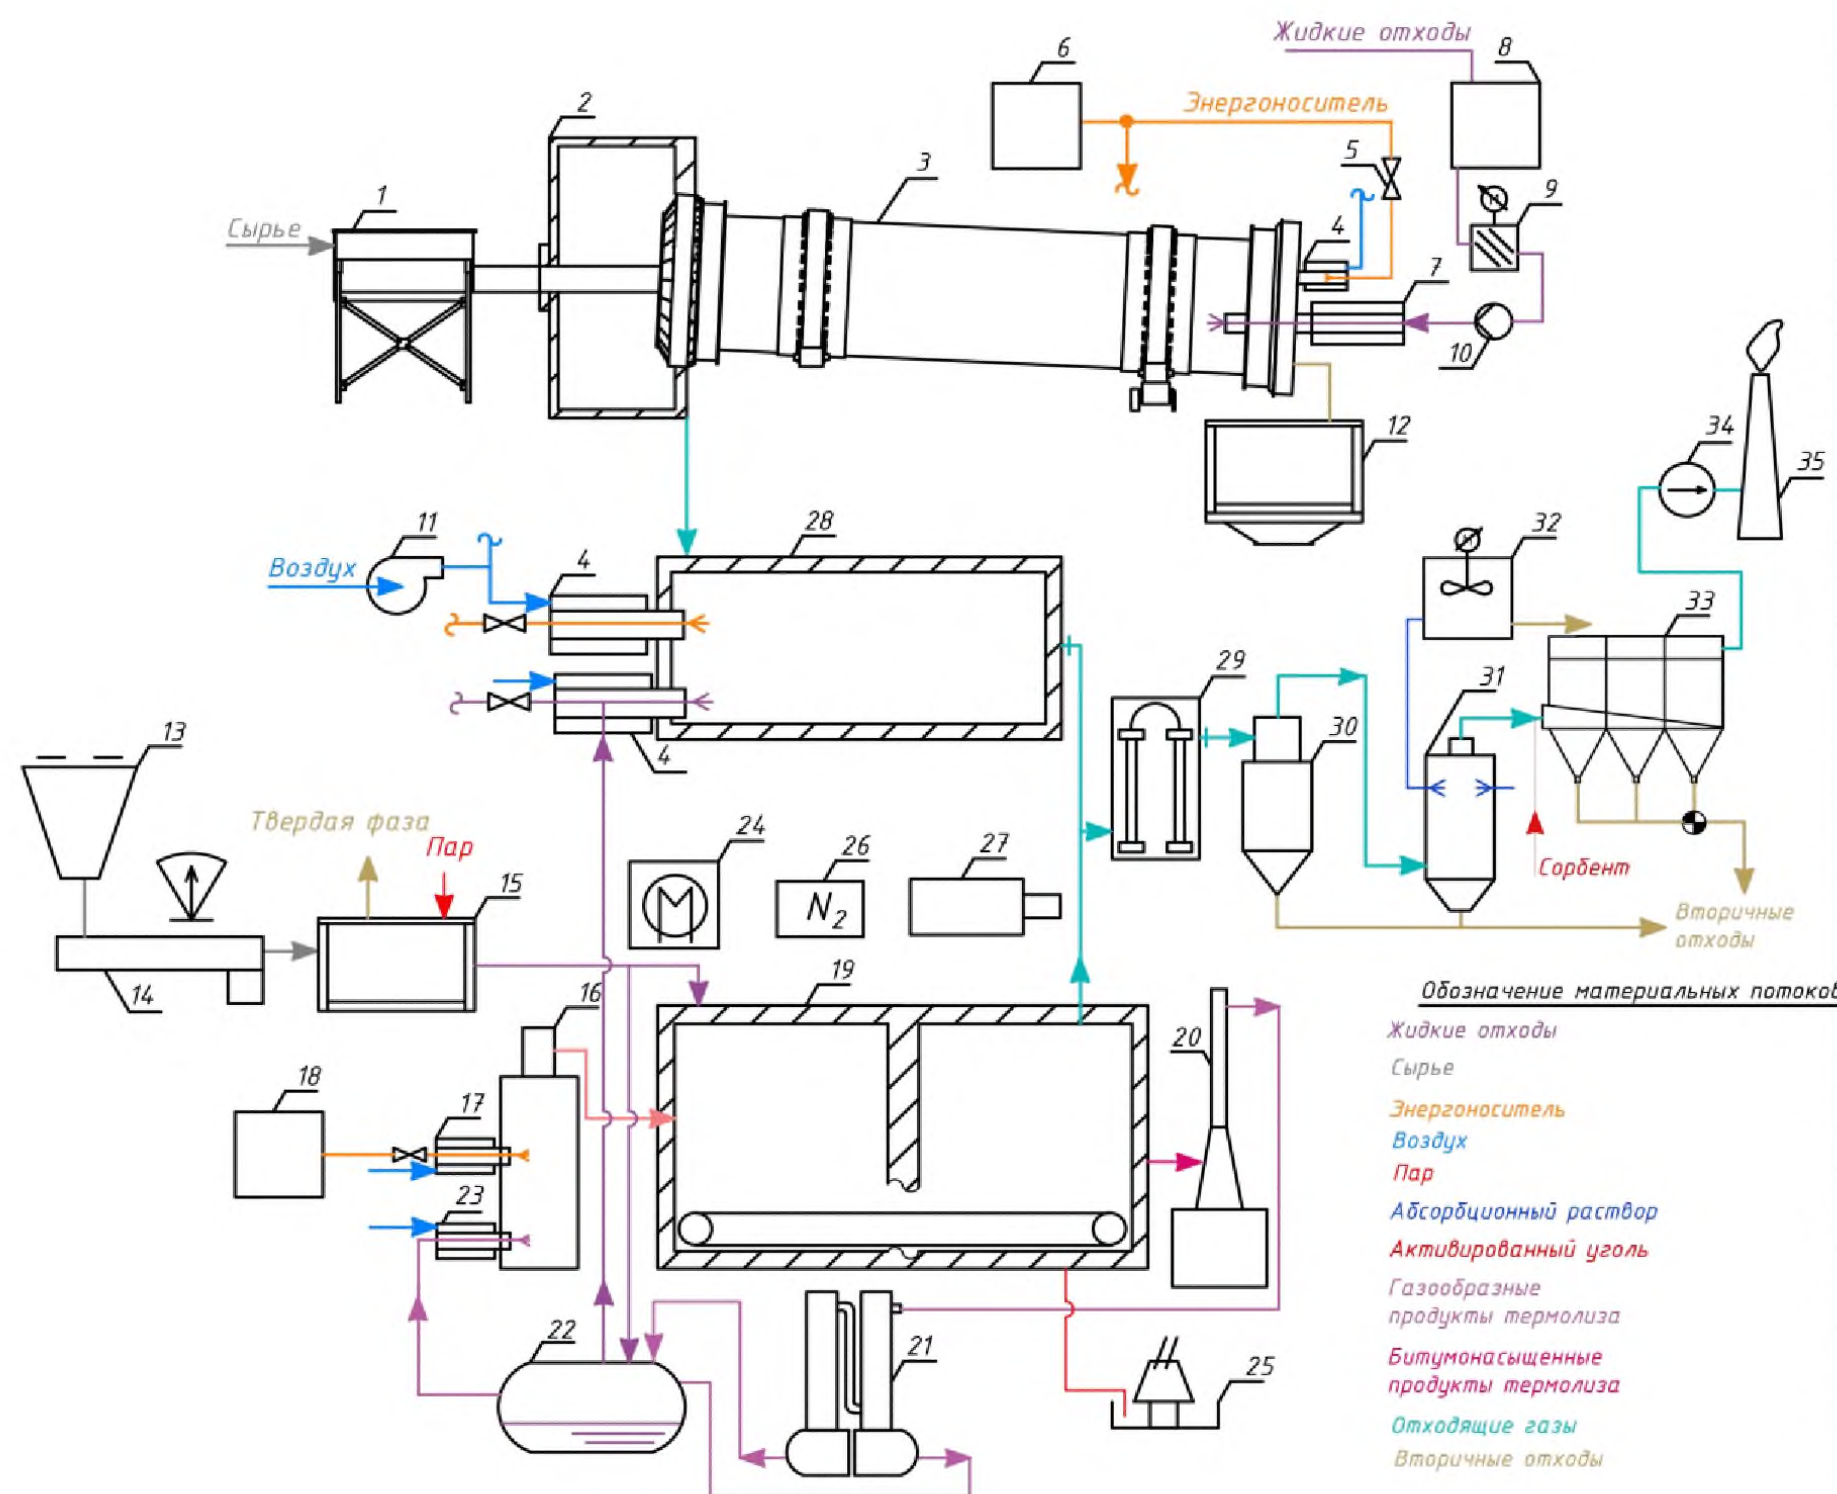 Жидкие отходы
6
8
2
Энергоноситель
5
3
9
1
Сырье
4
7
10
12
34
35
11
28
32
Воздух
4
33
29
31
13
4
30
Твердая фаза
24
26
27
Пар
Сорбент
15
N2
Вторичные
отходы
14
16
19
Обозначение материальных потоков
20
Жидкие отходы
18
Сырье
17
Энергоноситель
Воздух
Пар
23
Абсорбционный раствор
Активированный уголь
Газообразные
продукты термолиза
22
21
25
Битумонасыщенные
продукты термолиза
Отходящие газы
Вторичные отходы